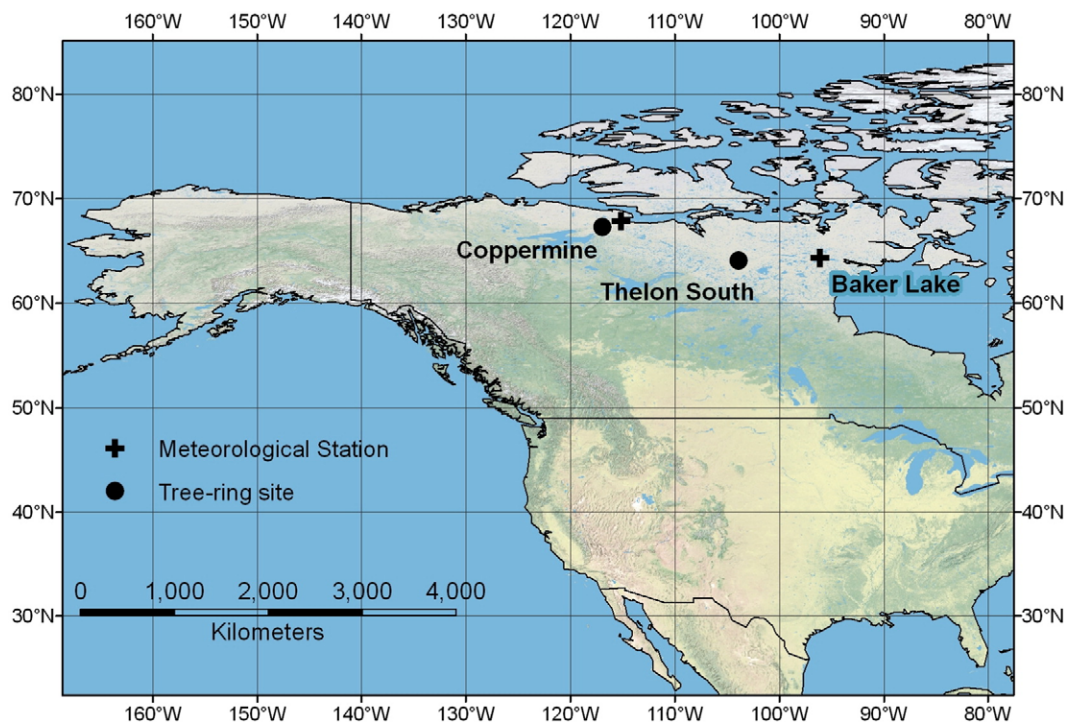 160°W 150°W 140°W 130°W 120°W 110°W 100°W 90°W 80°W
80°N 80°N
70°N 70°N
Coppermine
Thelon South
Baker Lake
60°N 60°N
50°N 50°N
Meteorological Station
Tree-ring site
40°N 40°N
0 1,000 2,000 3,000 4,000
30°N 30°N
Kilometers
160°W 150°W 140°W 130°W 120°W 110°W 100°W 90°W 80°W